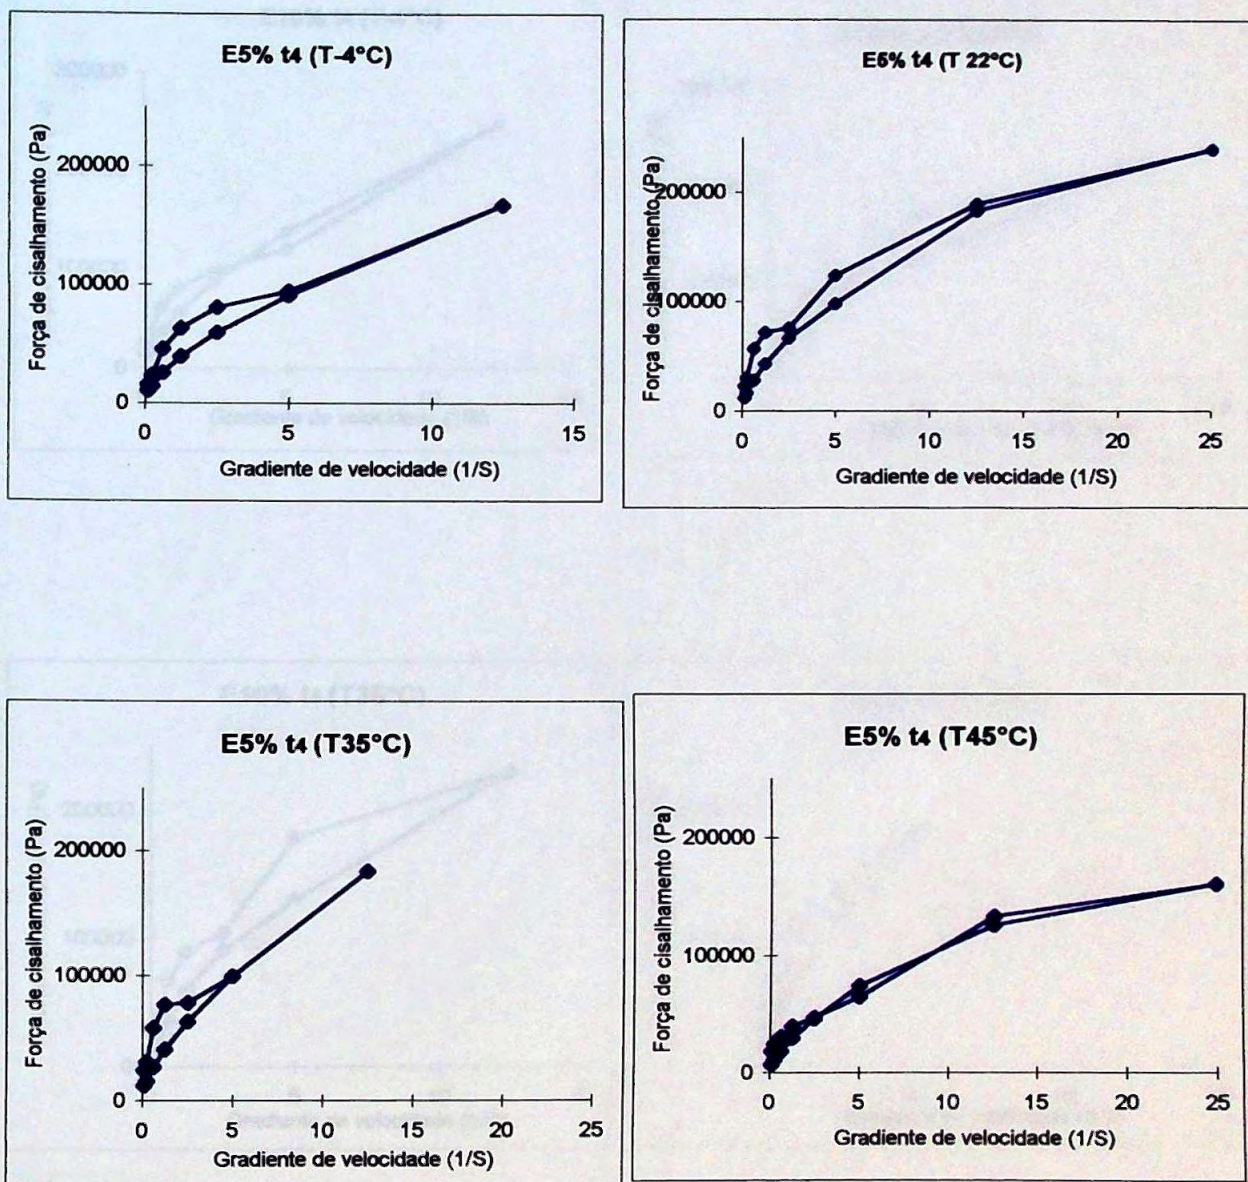 E5% t4 (T-4°C)
Força de cisalhamento (Pa)
200000
100000
0
0 5 10 15
Gradiente de velocidade (1/S)
E5% t4 (T 22°C)
Força de cisalhamento (Pa)
200000
100000
0
0 5 10 15 20 25
Gradiente de velocidade (1/S)
E5% t4 (T35°C)
Força de cisalhamento (Pa)
200000
100000
0
0 5 10 15 20 25
Gradiente de velocidade (1/S)
E5% t4 (T45°C)
Força de cisalhamento (Pa)
200000
100000
0
0 5 10 15 20 25
Gradiente de velocidade (1/S)